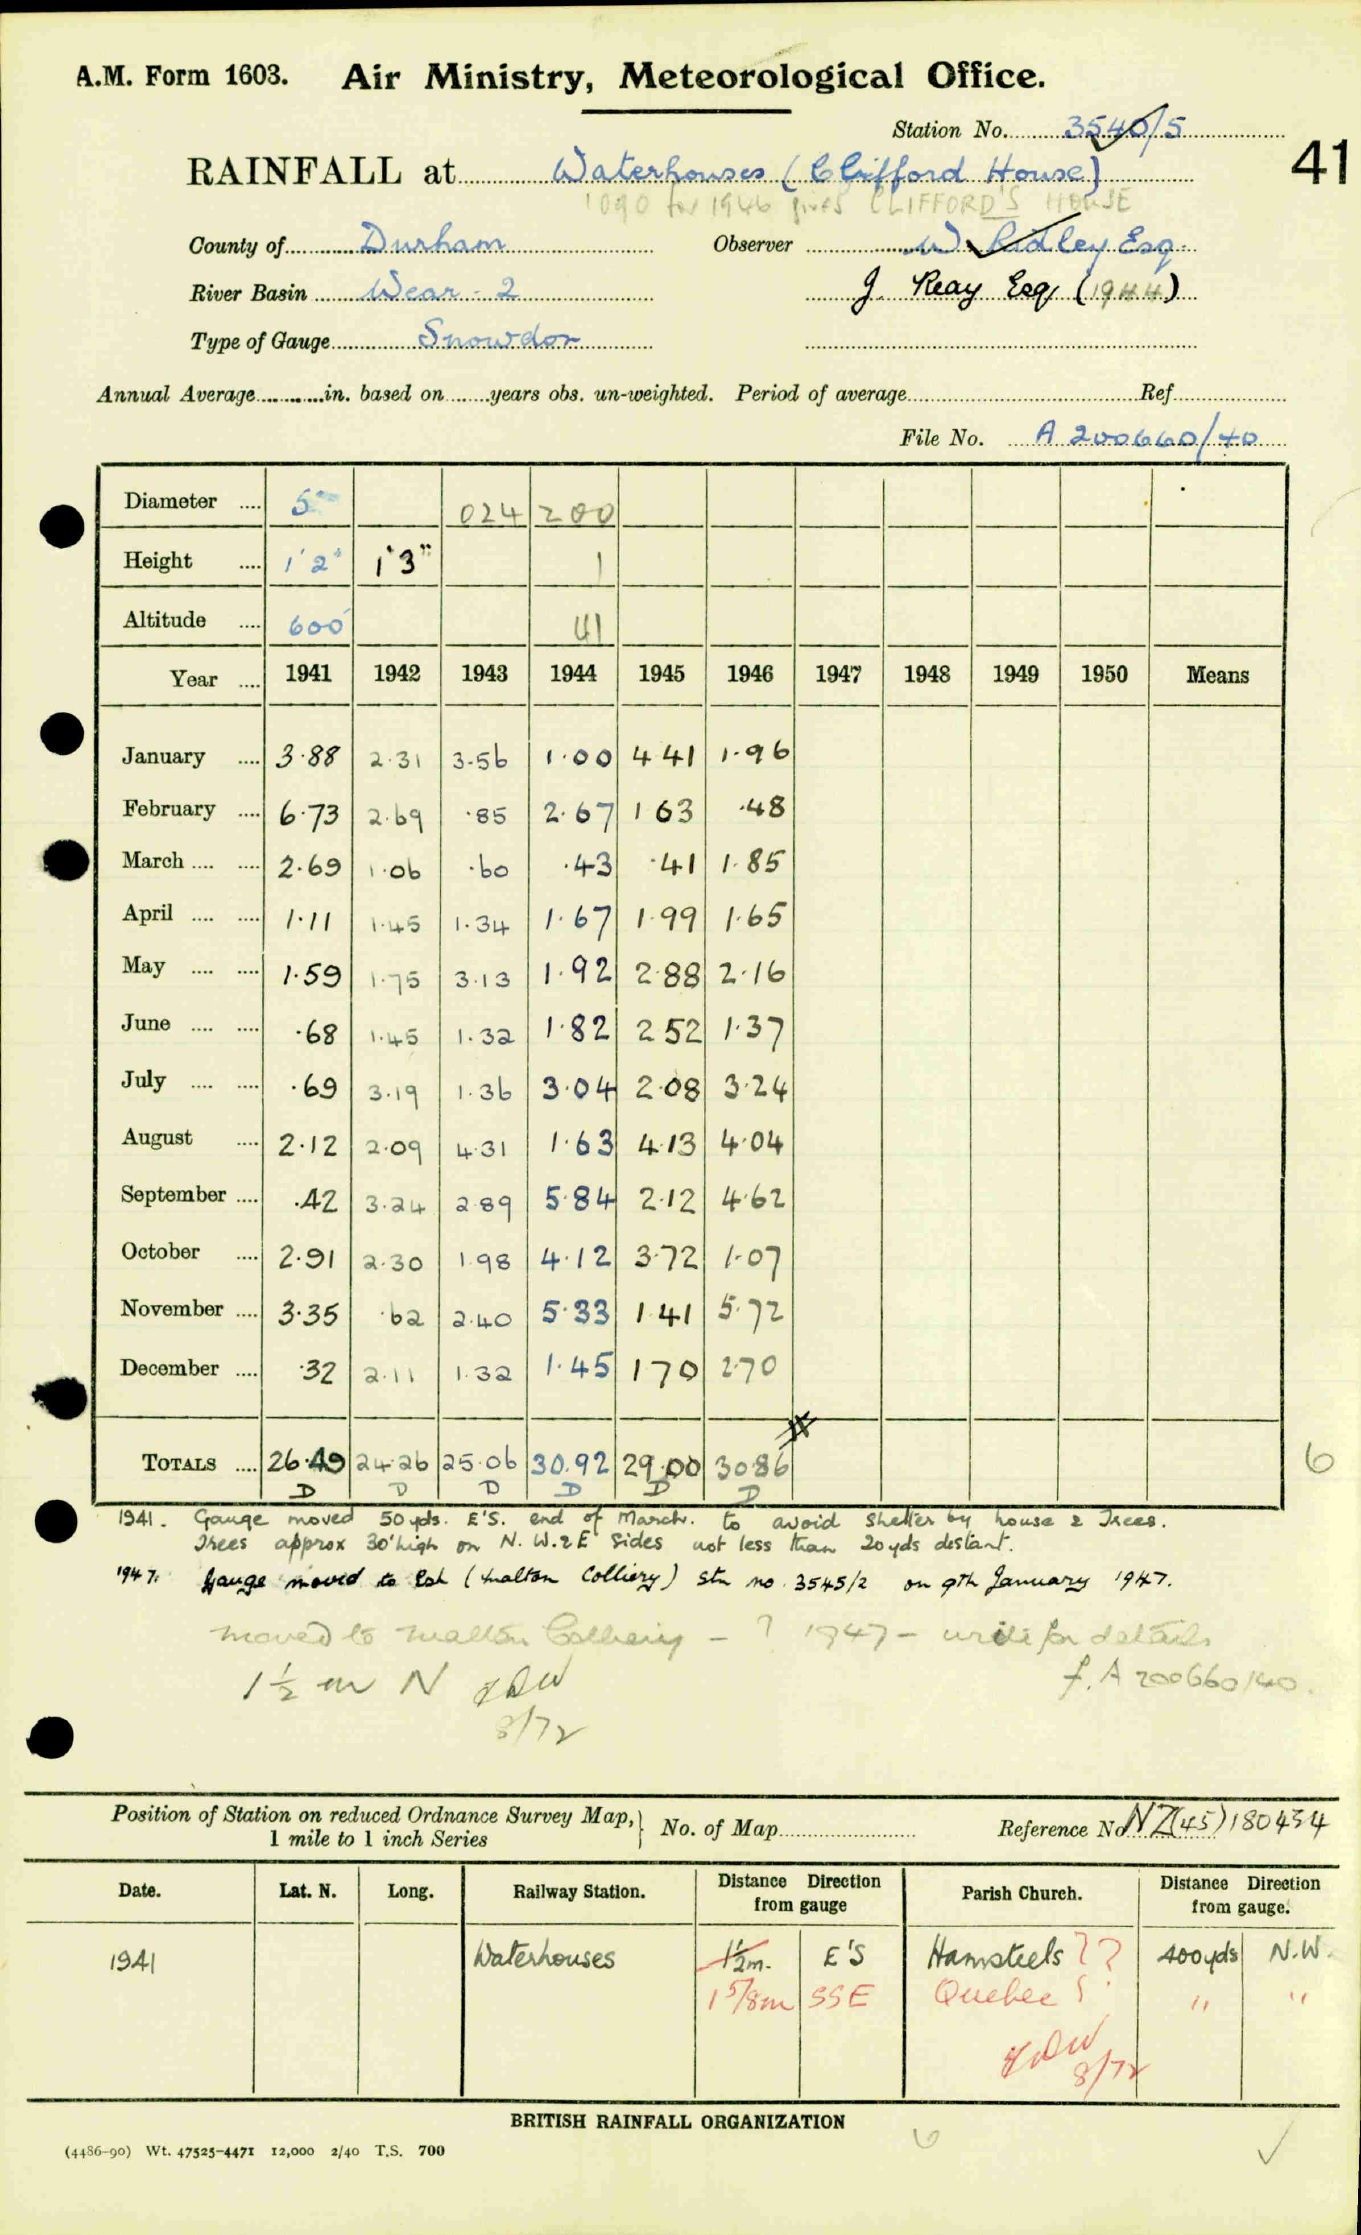 A.M. Form 1603. Air Ministry, Meteorological Office.
Station No. 3540/5
41
RAINFALL at Waterhouses (Clifford House)
1090 for 1946 gives CLIFFORD'S HOUSE
County of Durham Observer W. Ridley Esq.
River Basin Wear - 2 J. Reay Esq. (1944)
Type of Gauge Snowdon
Annual Average in. based on years obs. un-weighted. Period of average Ref
File No. A 200660/40
Diameter 5" 024 200
Height 1'2" 1'3" 1
Altitude 600' 41
Year 1941 1942 1943 1944 1945 1946 1947 1948 1949 1950 Means
January 3.88 2.31 3.56 1.00 4 41 1.96
February 6.73 2.69 .85 2.67 1 63 .48
March 2.69 1.06 .60 .43 .41 1.85
April 1.11 1.45 1.34 1.67 1.99 1.65
May 1.59 1.75 3.13 1.92 2.88 2.16
June .68 1.45 1.32 1.82 2 52 1.37
July .69 3.19 1.36 3.04 2.08 3.24
August 2.12 2.09 4.31 1.63 4.13 4.04
September .42 3.24 2.89 5.84 2.12 4.62
October 2.91 2.30 1.98 4.12 3.72 1.07
November 3.35 .62 2.40 5.33 1.41 5.72
December .32 2.11 1.32 1.45 1 70 2.70
TOTALS 26.49 24.26 25.06 30.92 29.00 30.86
6
D D D D D D
1941. Gauge moved 50 yds. E'S. end of March. to avoid shelter by house & Trees.
Trees approx 30' high on N. W. & E sides not less than 20 yds distant.
1947. Gauge moved to Esh (Malton Colliery) stn no. 3545/2 on 9th January 1947.
moved to Malton Colliery - ? 1947 - write for details
f. A 200660/40.
1 1/2 m N
8/72
Position of Station on reduced Ordnance Survey Map, 1 mile to 1 inch Series } No. of Map Reference No NZ(45)180434
Date. Lat. N. Long. Railway Station. Distance from gauge Direction Parish Church. Distance from gauge. Direction
1941 Waterhouses 1 1/2 m. E'S Hamsteels ?? 400 yds N.W.
1 5/8 m SSE Quebec ? " "
8/72
BRITISH RAINFALL ORGANIZATION
6
(4486-90) Wt. 47525-4471 12,000 2/40 T.S. 700